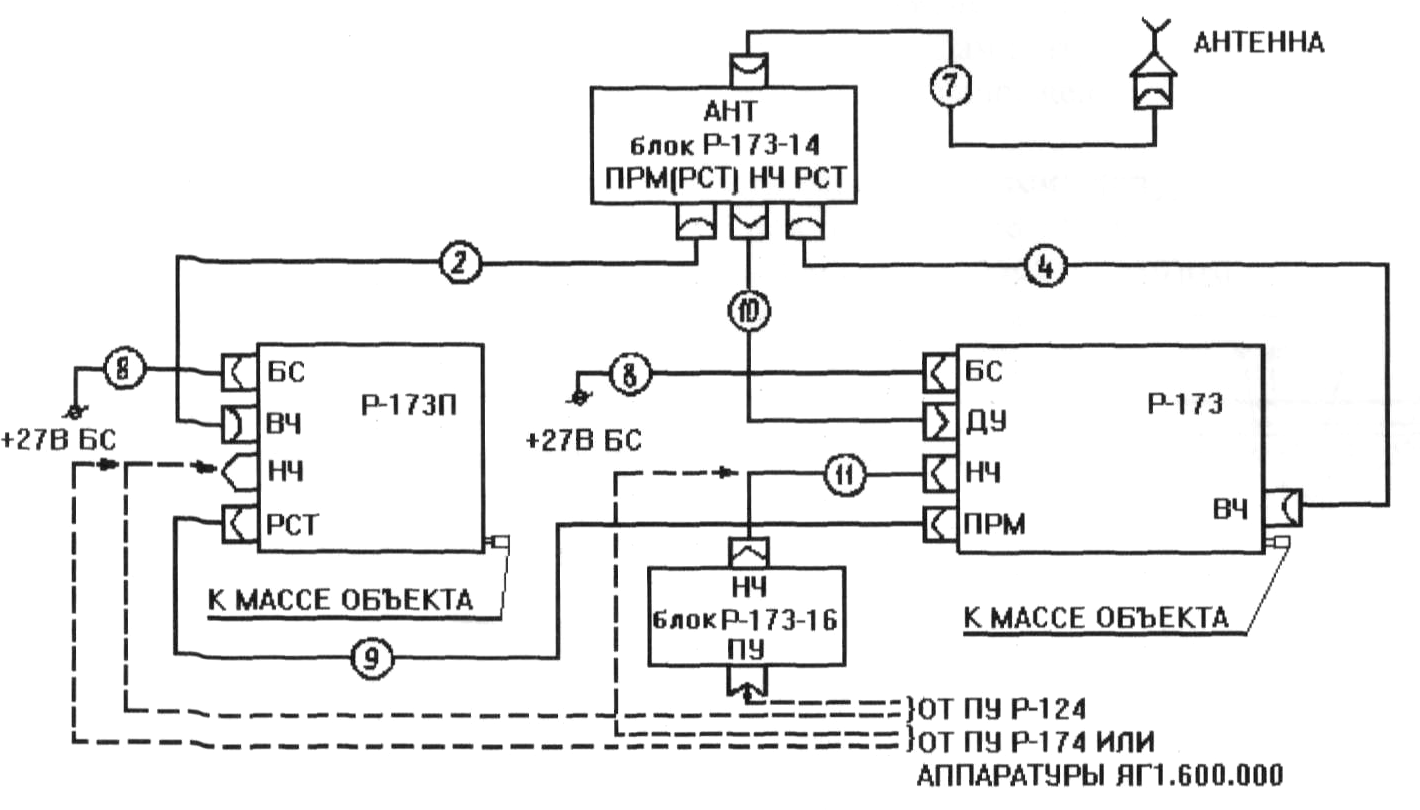 АНТЕННА
7
АНТ
блок Р-173-14
ПРМ(РСТ) НЧ РСТ
2
4
10
8
БС
Р-173П
ВЧ
+27В БС
НЧ
РСТ
К МАССЕ ОБЪЕКТА
9
8
БС
Р-173
ДУ
+27В БС
11
НЧ
ВЧ
ПРМ
К МАССЕ ОБЪЕКТА
НЧ
блок Р-173-16
ПУ
}ОТ ПУ Р-124
}ОТ ПУ Р-174 ИЛИ
АППАРАТУРЫ ЯГ1.600.000